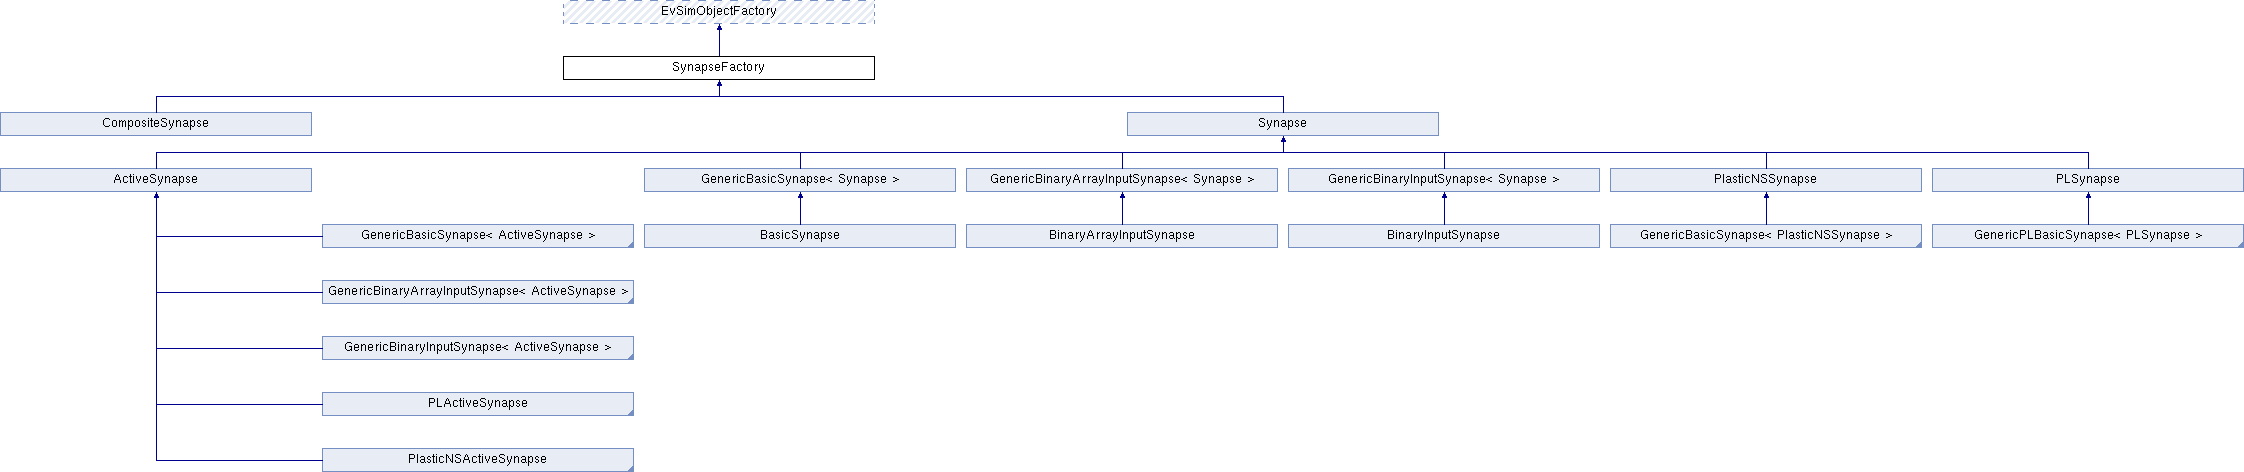 EvSimObjectFactory
SynapseFactory
CompositeSynapse
Synapse
ActiveSynapse
GenericBasicSynapse< Synapse >
GenericBinaryArrayInputSynapse< Synapse >
GenericBinaryInputSynapse< Synapse >
PlasticNSSynapse
PLSynapse
GenericBasicSynapse< ActiveSynapse >
BasicSynapse
BinaryArrayInputSynapse
BinaryInputSynapse
GenericBasicSynapse< PlasticNSSynapse >
GenericPLBasicSynapse< PLSynapse >
GenericBinaryArrayInputSynapse< ActiveSynapse >
GenericBinaryInputSynapse< ActiveSynapse >
PLActiveSynapse
PlasticNSActiveSynapse